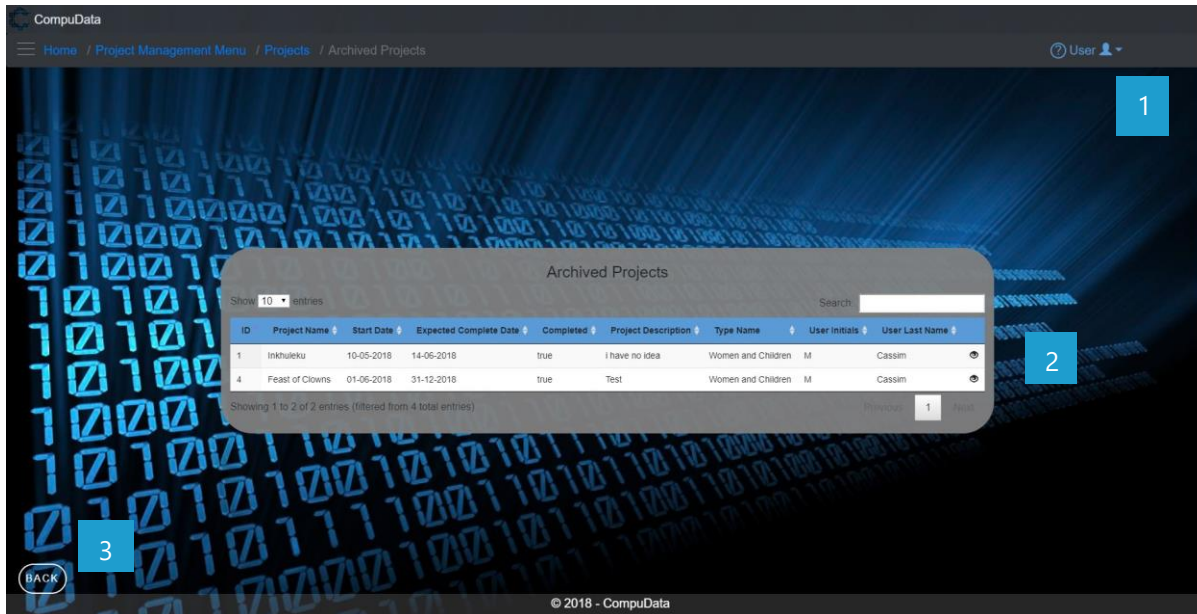 CompuData
Home / Project Management Menu / Projects / Archived Projects
User
1
Archived Projects
Show 10 entries
Search:
ID Project Name Start Date Expected Complete Date Completed Project Description Type Name User Initials User Last Name
1 Inkhuleku 10-05-2018 14-06-2018 true i have no idea Women and Children M Cassim
4 Feast of Clowns 01-06-2018 31-12-2018 true Test Women and Children M Cassim
2
Showing 1 to 2 of 2 entries (filtered from 4 total entries)
Previous 1 Next
3
BACK
© 2018 - CompuData